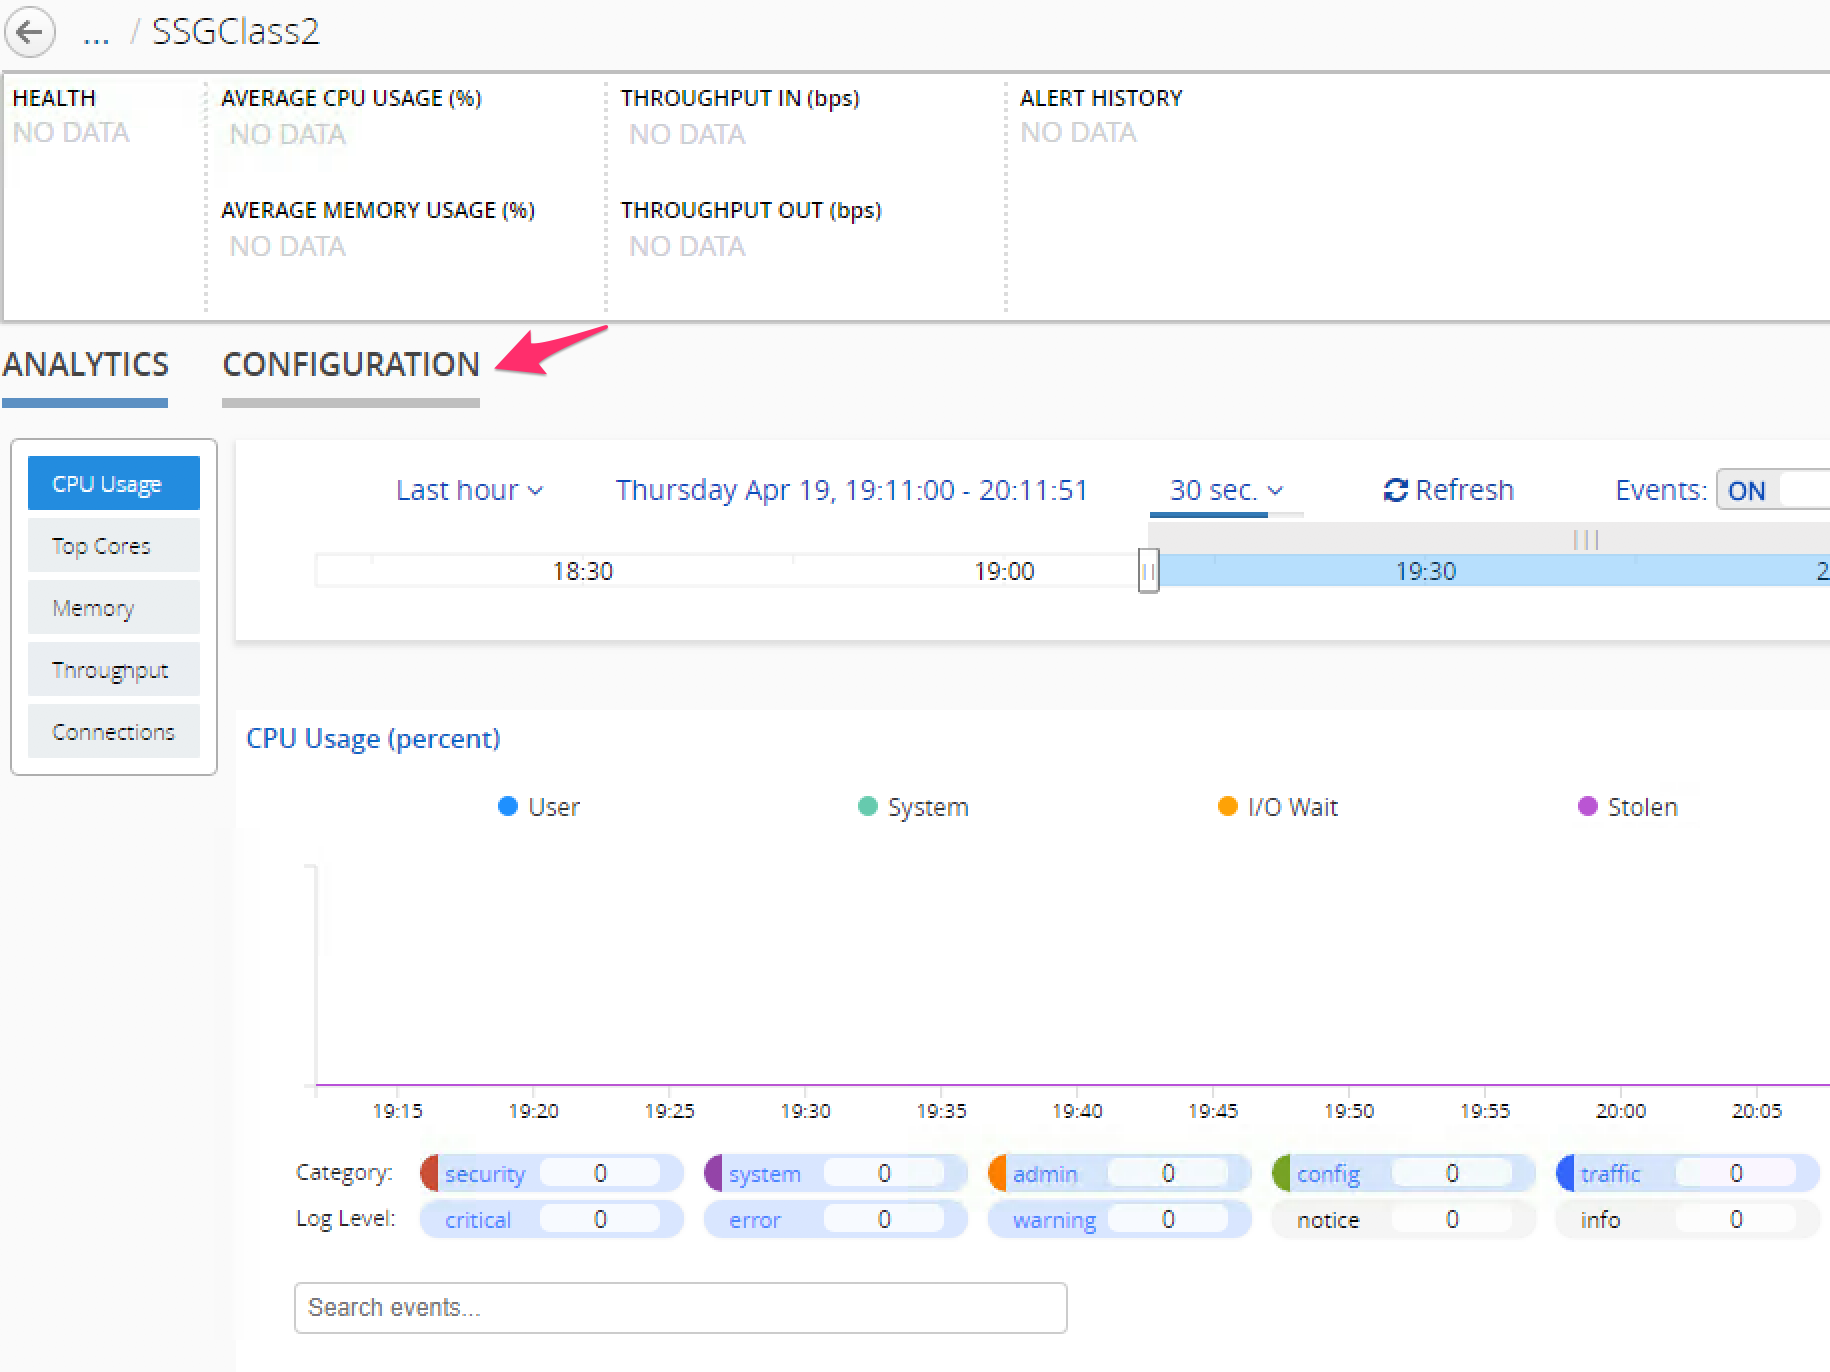 ... / SSGClass2
HEALTH
NO DATA
AVERAGE CPU USAGE (%)
NO DATA
AVERAGE MEMORY USAGE (%)
NO DATA
THROUGHPUT IN (bps)
NO DATA
THROUGHPUT OUT (bps)
NO DATA
ALERT HISTORY
NO DATA
ANALYTICS CONFIGURATION
CPU Usage
Top Cores
Memory
Throughput
Connections
Last hour Thursday Apr 19, 19:11:00 - 20:11:51 30 sec. Refresh Events: ON
18:30 19:00 19:30 2
CPU Usage (percent)
User System I/O Wait Stolen
19:15 19:20 19:25 19:30 19:35 19:40 19:45 19:50 19:55 20:00 20:05
Category: security 0 system 0 admin 0 config 0 traffic 0
Log Level: critical 0 error 0 warning 0 notice 0 info 0
Search events...